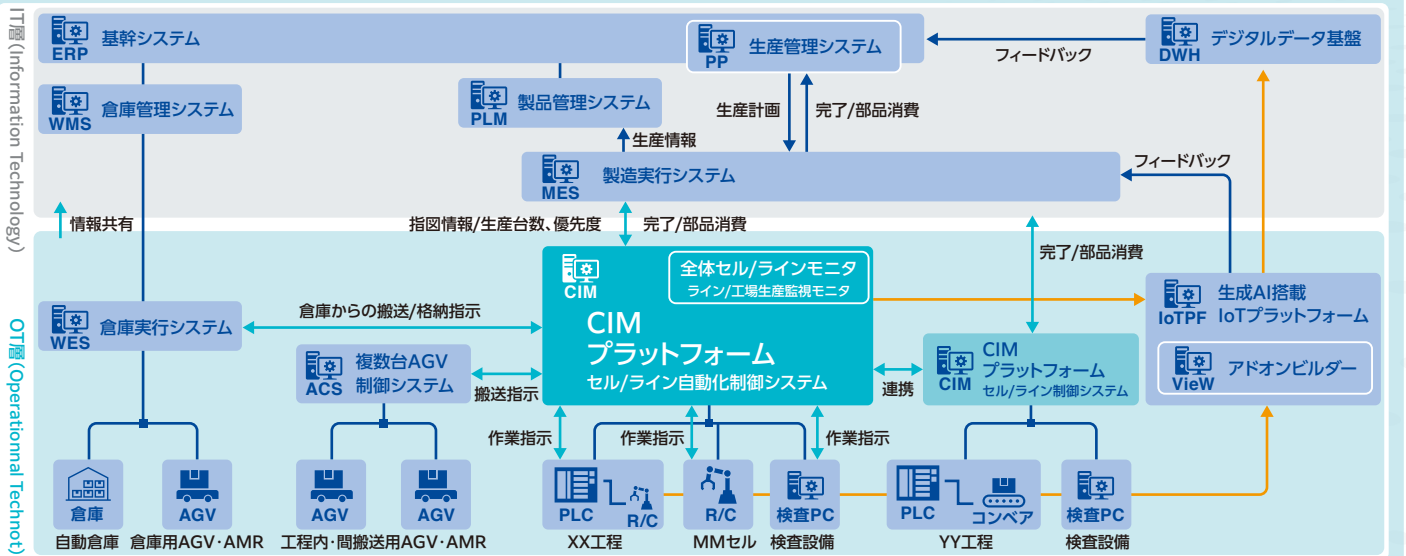 IT層(Information Technology)
基幹システム
ERP
生産管理システム
PP
デジタルデータ基盤
DWH
フィードバック
倉庫管理システム
WMS
製品管理システム
PLM
生産計画
完了/部品消費
生産情報
製造実行システム
MES
フィードバック
情報共有
指図情報/生産台数、優先度
完了/部品消費
完了/部品消費
OT層(Operationnal Technot)
CIM
全体セル/ラインモニタ
ライン/工場生産監視モニタ
CIM
プラットフォーム
セル/ライン自動化制御システム
倉庫からの搬送/格納指示
倉庫実行システム
WES
複数台AGV
制御システム
ACS
搬送指示
連携
CIM
CIM
プラットフォーム
セル/ライン制御システム
生成AI搭載
IoTプラットフォーム
IoTPF
アドオンビルダー
VieW
作業指示
作業指示
作業指示
倉庫
AGV
AGV
AGV
PLC
R/C
R/C
検査PC
PLC
コンベア
検査PC
自動倉庫
倉庫用AGV・AMR
工程内・間搬送用AGV・AMR
XX工程
MMセル
検査設備
YY工程
検査設備